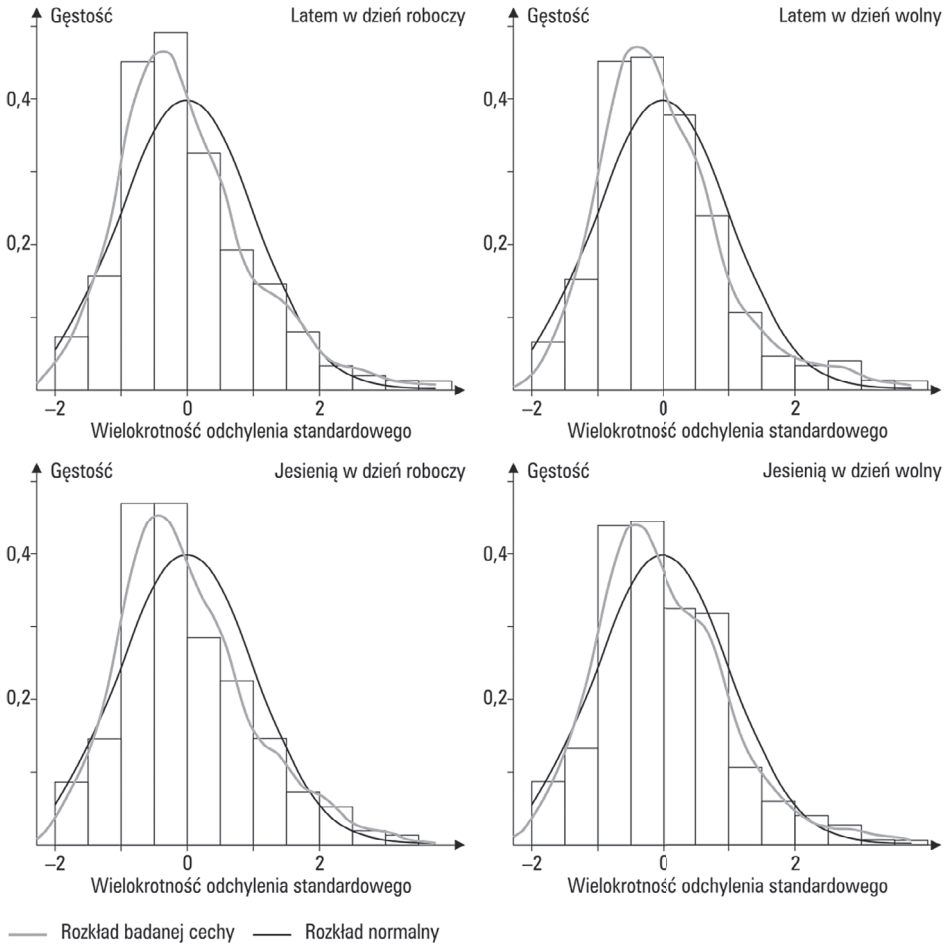 Gęstość Latem w dzień roboczy
0,4
0,2
–2 0 2
Wielokrotność odchylenia standardowego
Gęstość Latem w dzień wolny
0,4
0,2
–2 0 2
Wielokrotność odchylenia standardowego
Gęstość Jesienią w dzień roboczy
0,4
0,2
–2 0 2
Wielokrotność odchylenia standardowego
Gęstość Jesienią w dzień wolny
0,4
0,2
–2 0 2
Wielokrotność odchylenia standardowego
Rozkład badanej cechy Rozkład normalny